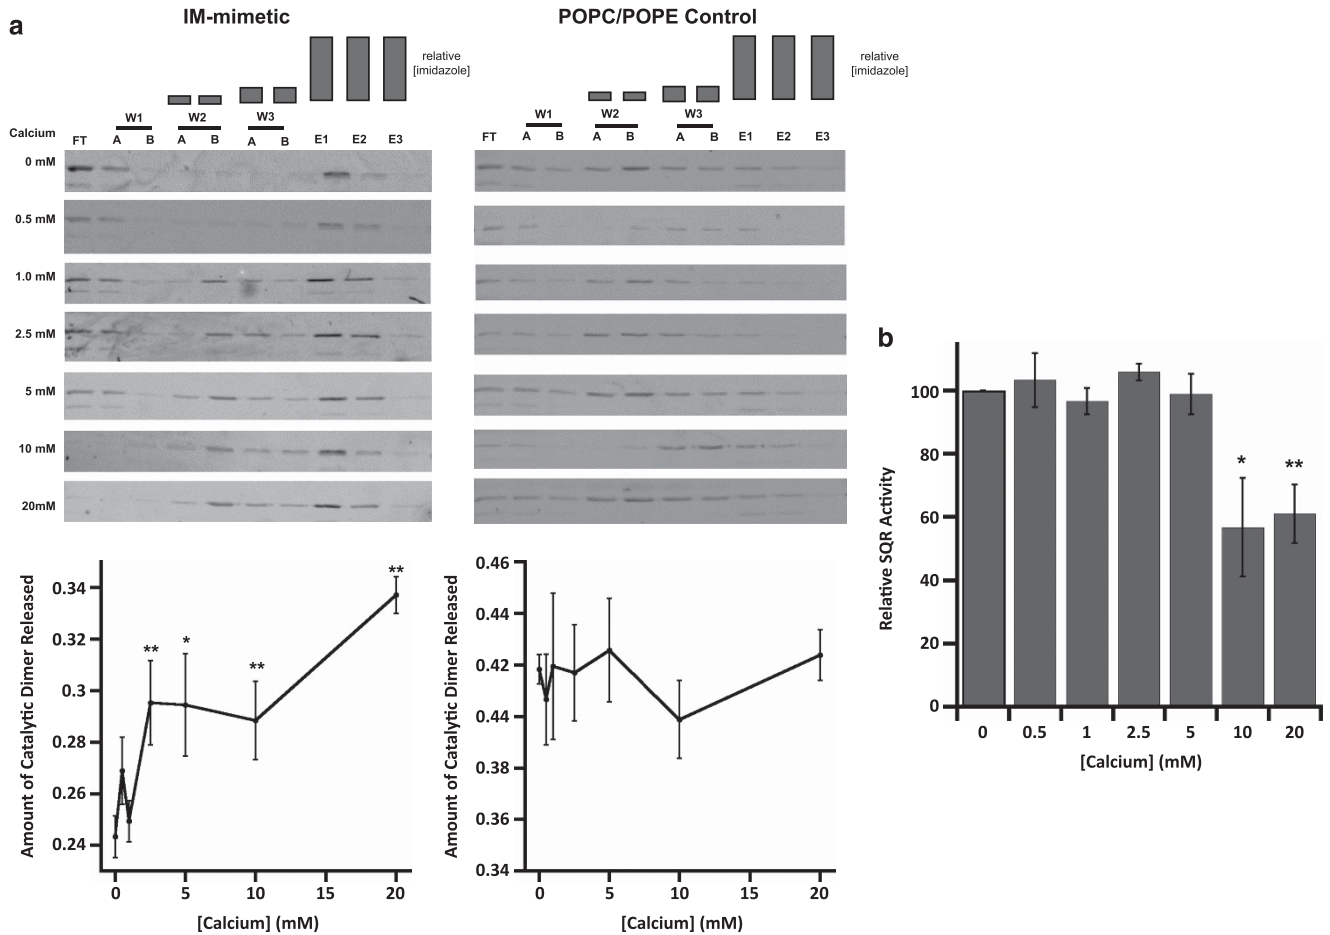 a
IM-mimetic
POPC/POPE Control
relative
[imidazole]
relative
[imidazole]
Calcium
FT
W1
A B
W2
A B
W3
A B
E1 E2 E3
FT
W1
A B
W2
A B
W3
A B
E1 E2 E3
0 mM
0.5 mM
1.0 mM
2.5 mM
5 mM
10 mM
20mM
Amount of Catalytic Dimer Released
0.34
0.32
0.3
0.28
0.26
0.24
** * ** **
0 5 10 15 20
[Calcium] (mM)
Amount of Catalytic Dimer Released
0.46
0.44
0.42
0.44
0.38
0.36
0.34
0 5 10 15 20
[Calcium] (mM)
b
Relative SQR Activity
100
80
60
40
20
0
* **
0 0.5 1 2.5 5 10 20
[Calcium] (mM)